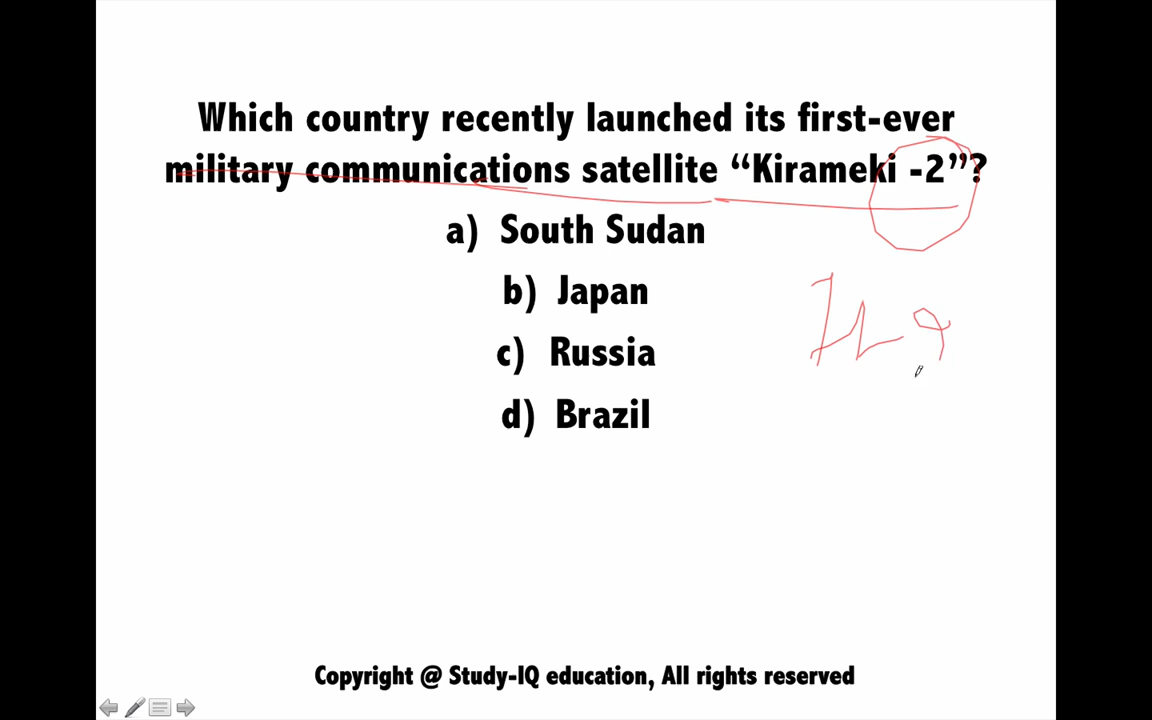 Which country recently launched its first-ever
military communications satellite “Kirameki -2”?
a) South Sudan
b) Japan
c) Russia
d) Brazil
Copyright @ Study-IQ education, All rights reserved